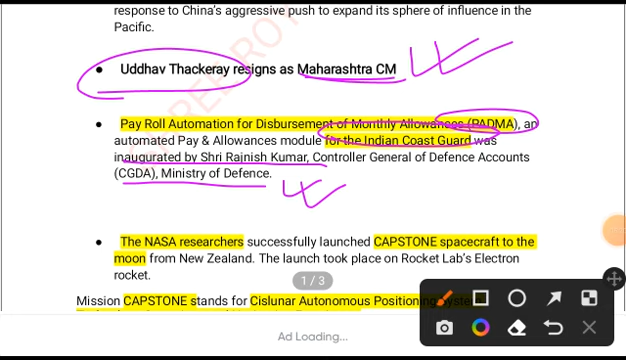 response to China's aggressive push to expand its sphere of influence in the
Pacific.
• Uddhav Thackeray resigns as Maharashtra CM
• Pay Roll Automation for Disbursement of Monthly Allowances (PADMA), an
automated Pay & Allowances module for the Indian Coast Guard was
inaugurated by Shri Rajnish Kumar, Controller General of Defence Accounts
(CGDA), Ministry of Defence.
• The NASA researchers successfully launched CAPSTONE spacecraft to the
moon from New Zealand. The launch took place on Rocket Lab's Electron
rocket.
1 / 3
Mission CAPSTONE stands for Cislunar Autonomous Positioning System
Ad Loading...